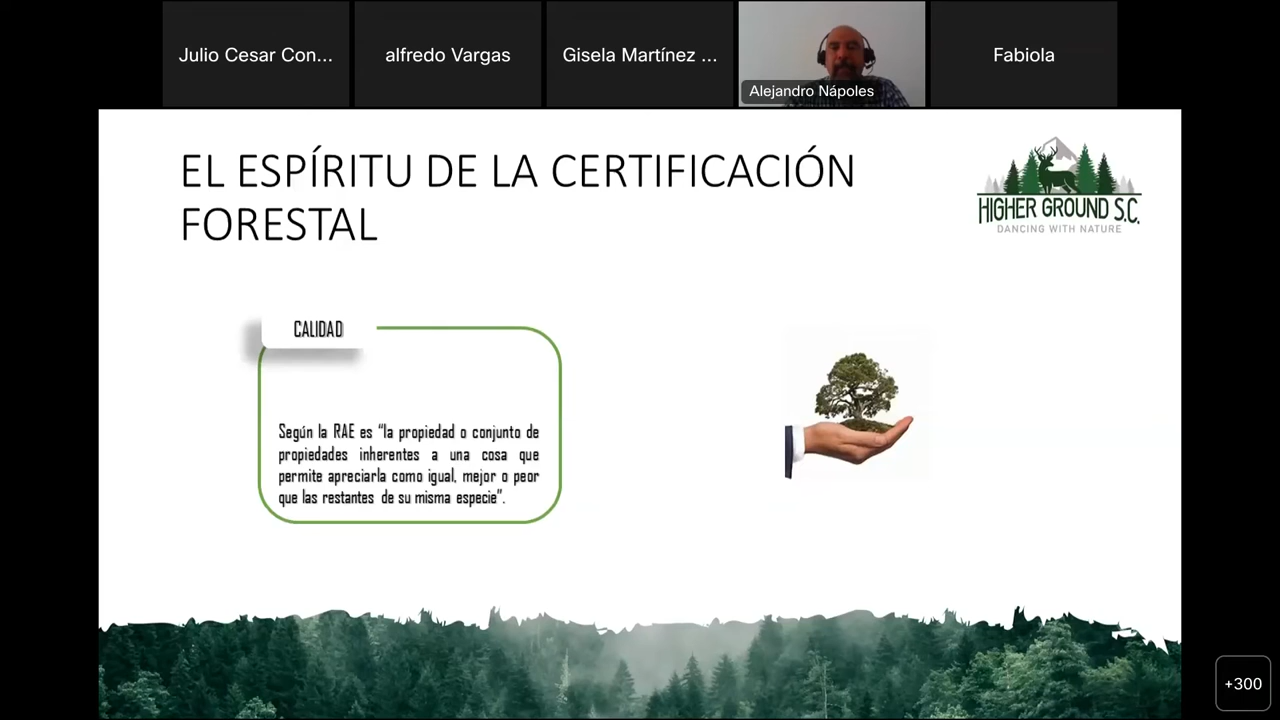 Julio Cesar Con...
alfredo Vargas
Gisela Martínez ...
Alejandro Nápoles
Fabiola
EL ESPÍRITU DE LA CERTIFICACIÓN
FORESTAL
HIGHER GROUND S.C.
DANCING WITH NATURE
CALIDAD
Según la RAE es “la propiedad o conjunto de
propiedades inherentes a una cosa que
permite apreciarla como igual, mejor o peor
que las restantes de su misma especie”.
+300